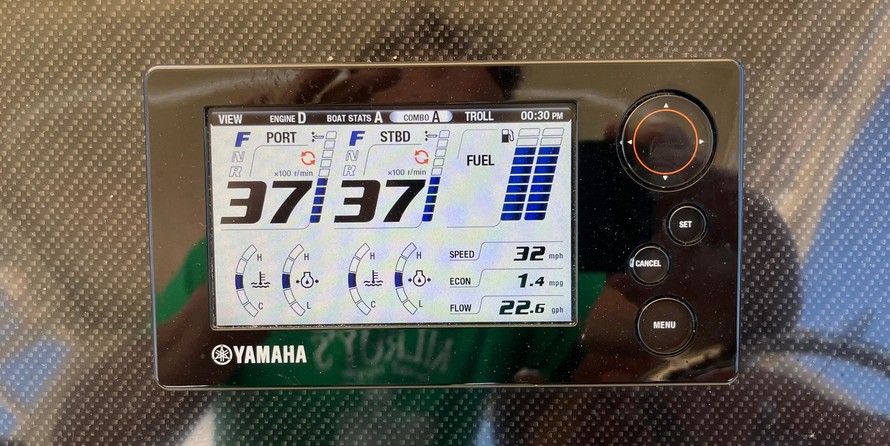 VIEW ENGINE D BOAT STATS A COMBO A TROLL 00:30 PM
F PORT F STBD
N N FUEL
R R
×100 r/min ×100 r/min
37 37
H H H H
C L C L
SPEED 32 mph
ECON 1.4 mpg
FLOW 22.6 gph
SET
CANCEL
MENU
YAMAHA
KILROY'S